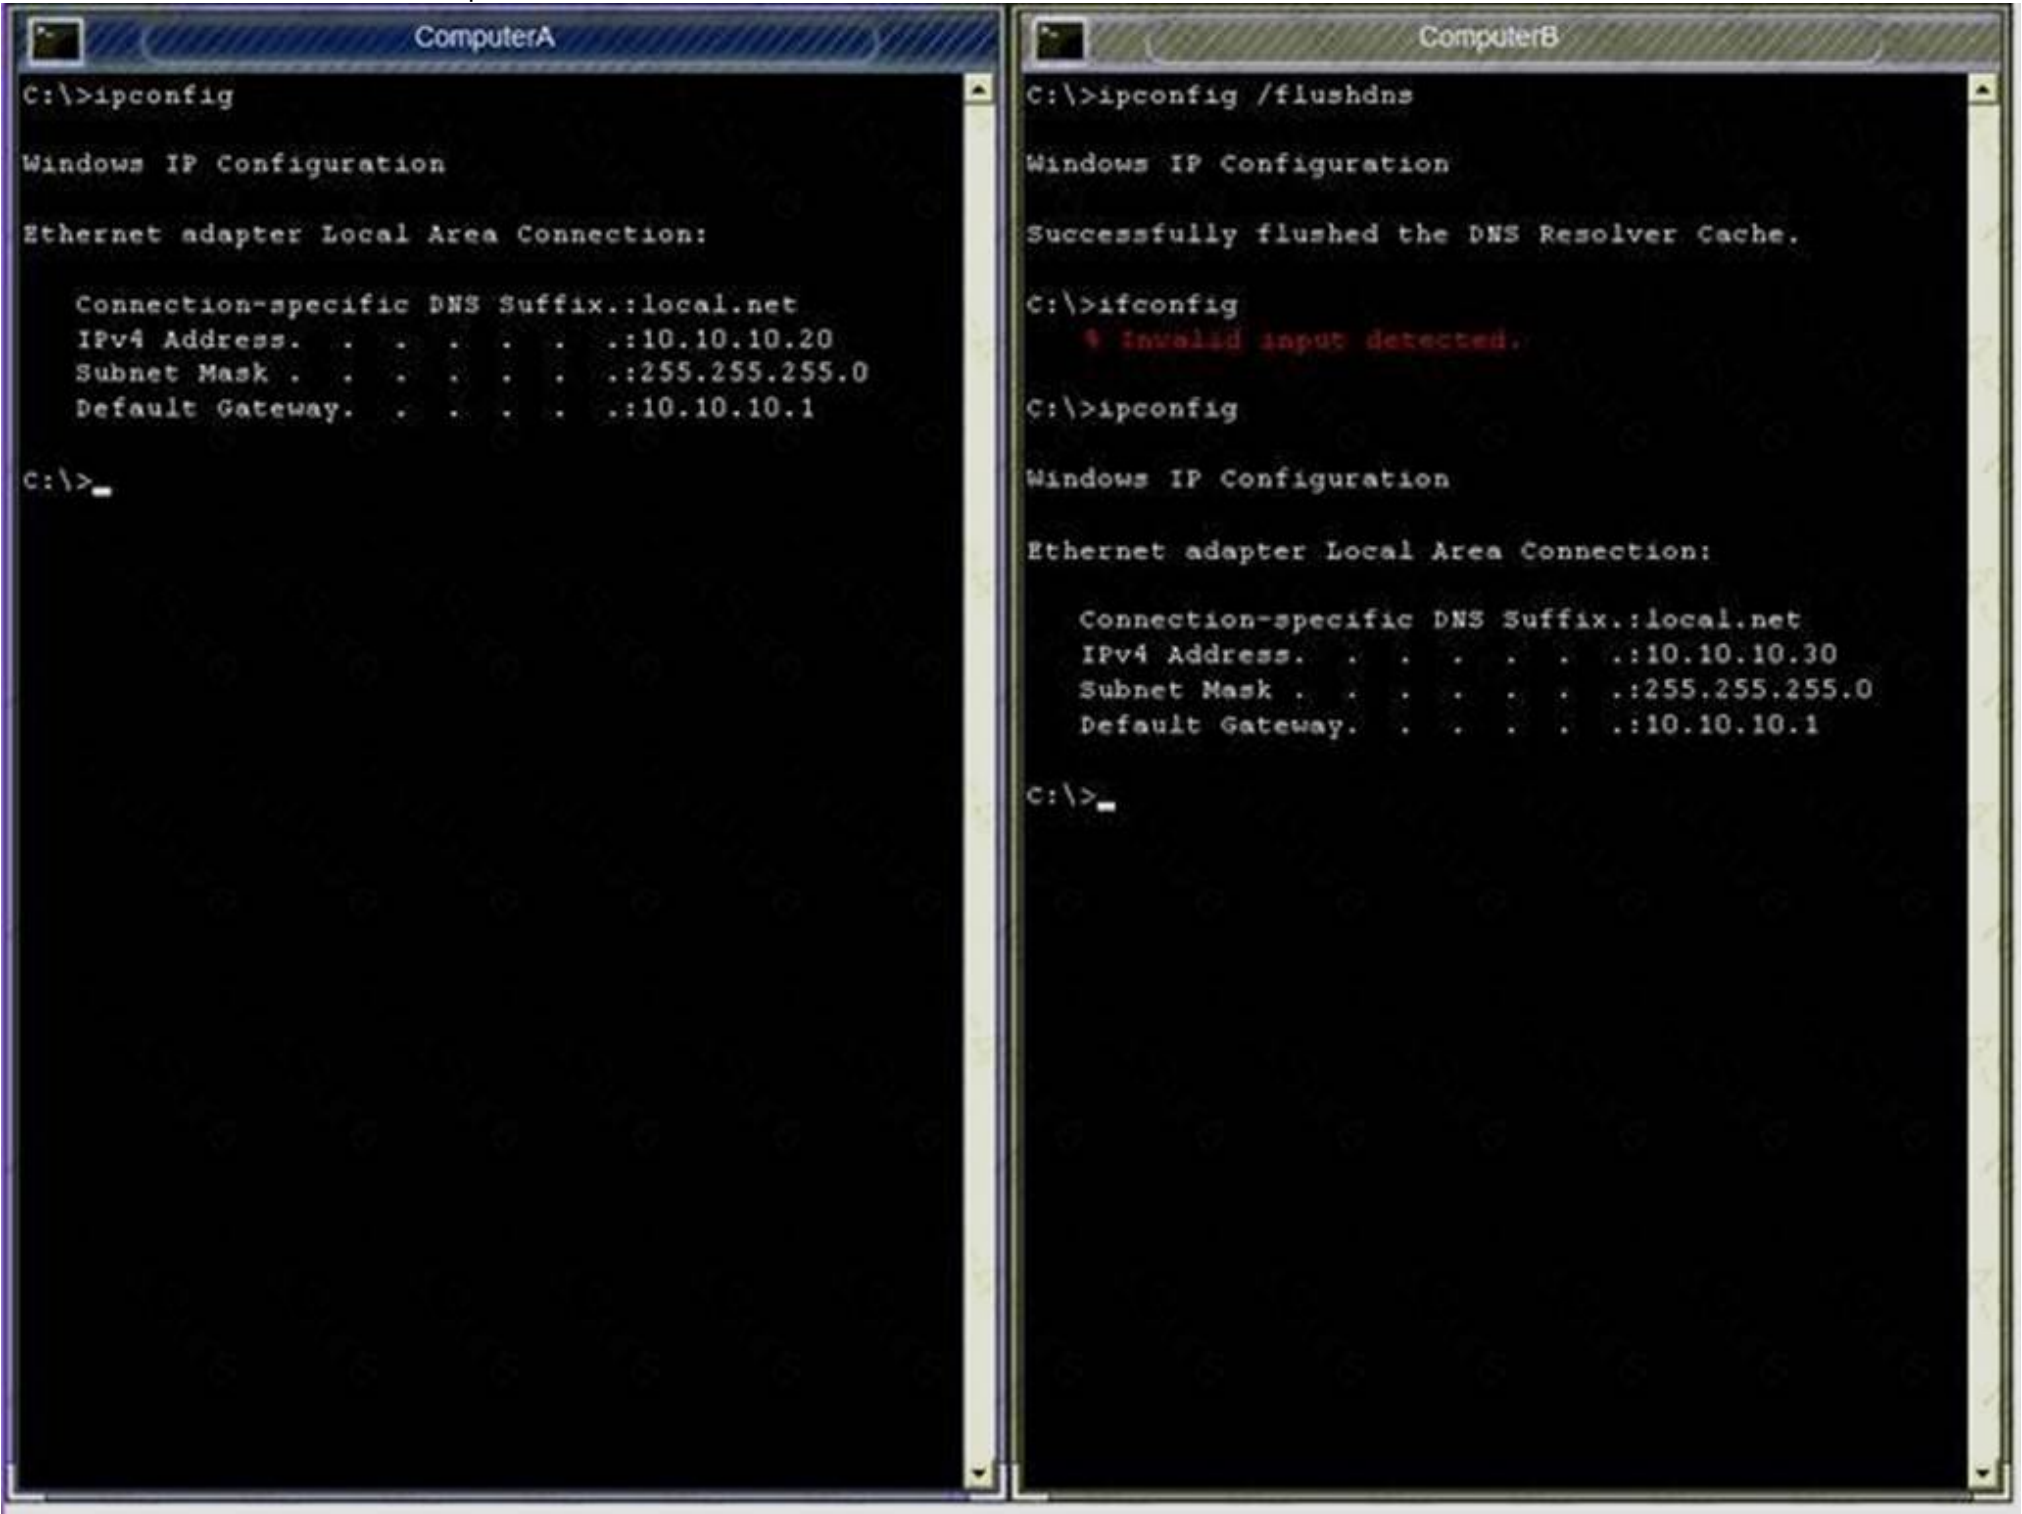 ComputerA
C:\>ipconfig
Windows IP Configuration
Ethernet adapter Local Area Connection:
Connection-specific DNS Suffix.:local.net
IPv4 Address. . . . . . .:10.10.10.20
Subnet Mask . . . . . . .:255.255.255.0
Default Gateway. . . . . .:10.10.10.1
C:\>_
ComputerB
C:\>ipconfig /flushdns
Windows IP Configuration
Successfully flushed the DNS Resolver Cache.
C:\>ifconfig
% Invalid input detected.
C:\>ipconfig
Windows IP Configuration
Ethernet adapter Local Area Connection:
Connection-specific DNS Suffix.:local.net
IPv4 Address. . . . . . .:10.10.10.30
Subnet Mask . . . . . . .:255.255.255.0
Default Gateway. . . . . .:10.10.10.1
C:\>_